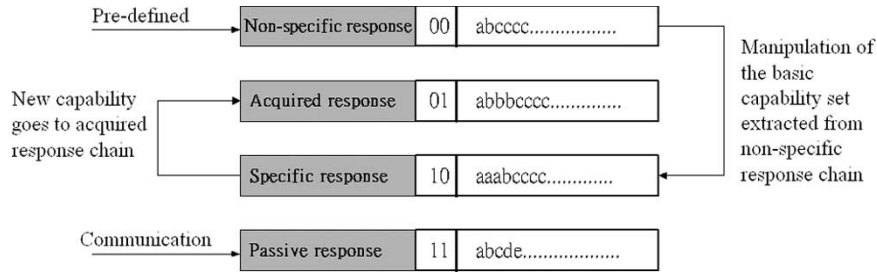 Pre-defined
Non-specific response 00 abcccc.................
Manipulation of
the basic
capability set
extracted from
non-specific
response chain
New capability
goes to acquired
response chain
Acquired response 01 abbbcccc..............
Specific response 10 aaabcccc.............
Communication
Passive response 11 abcde....................